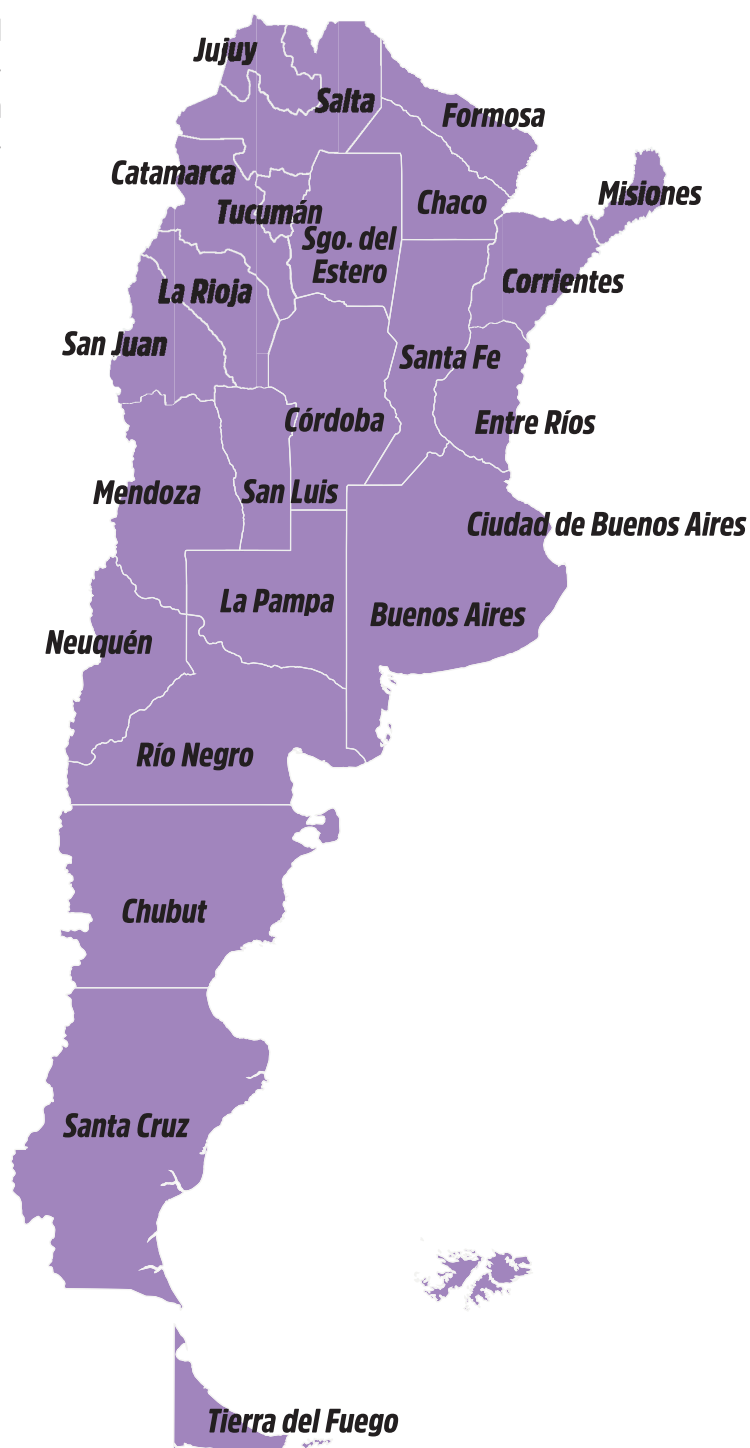 Jujuy
Salta
Formosa
Catamarca
Misiones
Chaco
Tucumán
Sgo. del
Estero
Corrientes
La Rioja
San Juan
Santa Fe
Córdoba
Entre Ríos
Mendoza
San Luis
Ciudad de Buenos Aires
La Pampa
Buenos Aires
Neuquén
Río Negro
Chubut
Santa Cruz
Tierra del Fuego